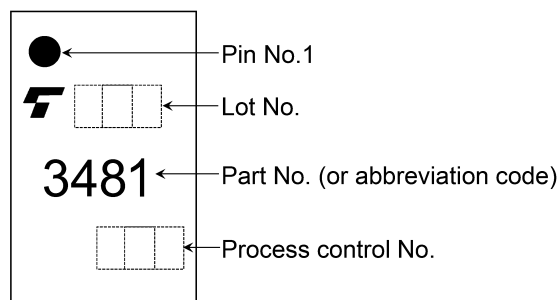 Pin No.1
Lot No.
3481
Part No. (or abbreviation code)
Process control No.